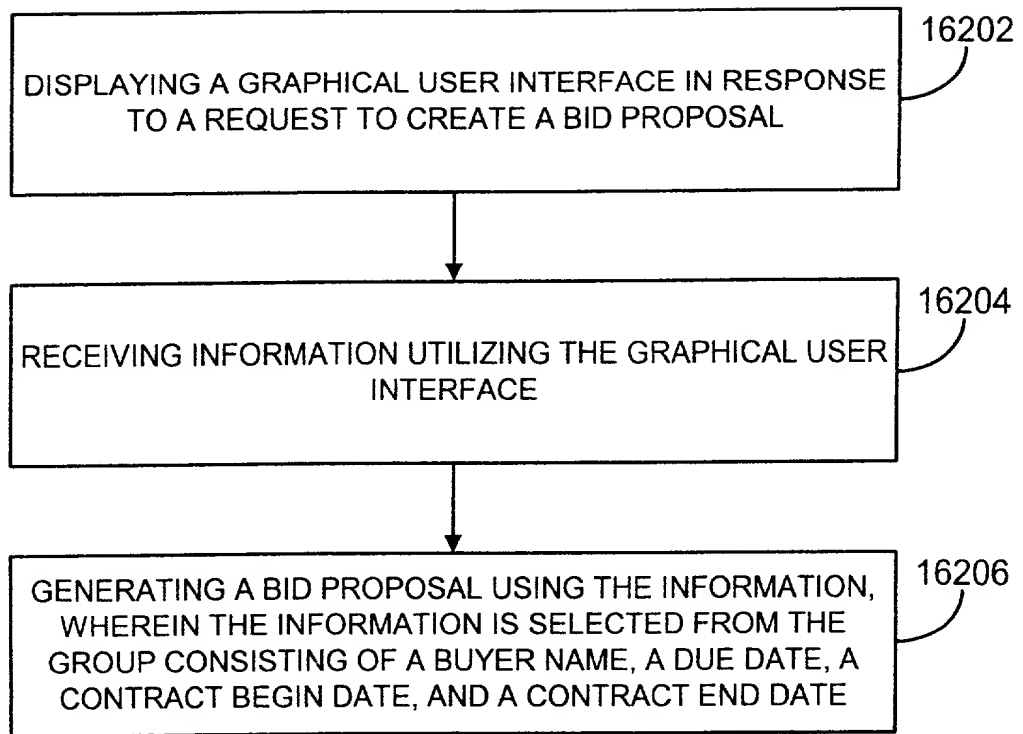 16202
DISPLAYING A GRAPHICAL USER INTERFACE IN RESPONSE
TO A REQUEST TO CREATE A BID PROPOSAL
16204
RECEIVING INFORMATION UTILIZING THE GRAPHICAL USER
INTERFACE
16206
GENERATING A BID PROPOSAL USING THE INFORMATION,
WHEREIN THE INFORMATION IS SELECTED FROM THE
GROUP CONSISTING OF A BUYER NAME, A DUE DATE, A
CONTRACT BEGIN DATE, AND A CONTRACT END DATE